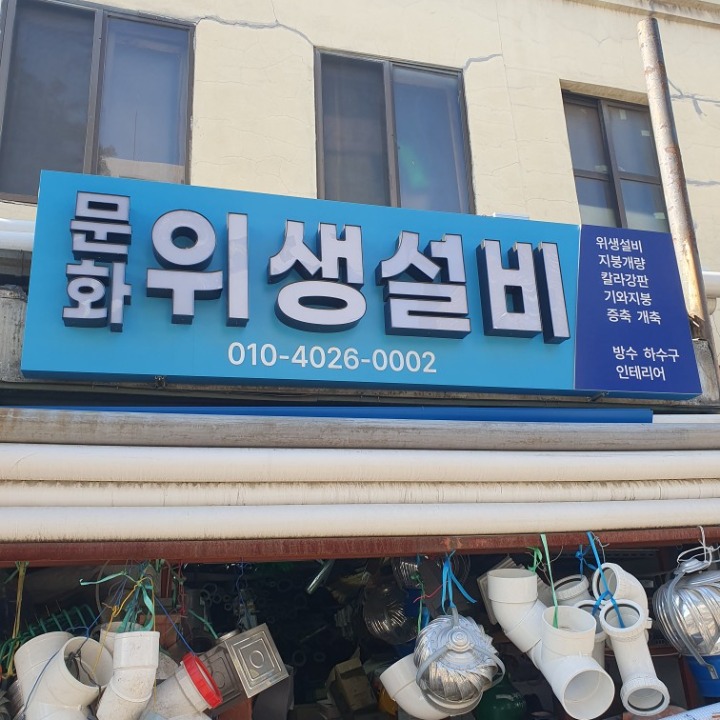 문화 위생설비
010-4026-0002
위생설비
지붕개량
칼라강판
기와지붕
증축 개축
방수 하수구
인테리어